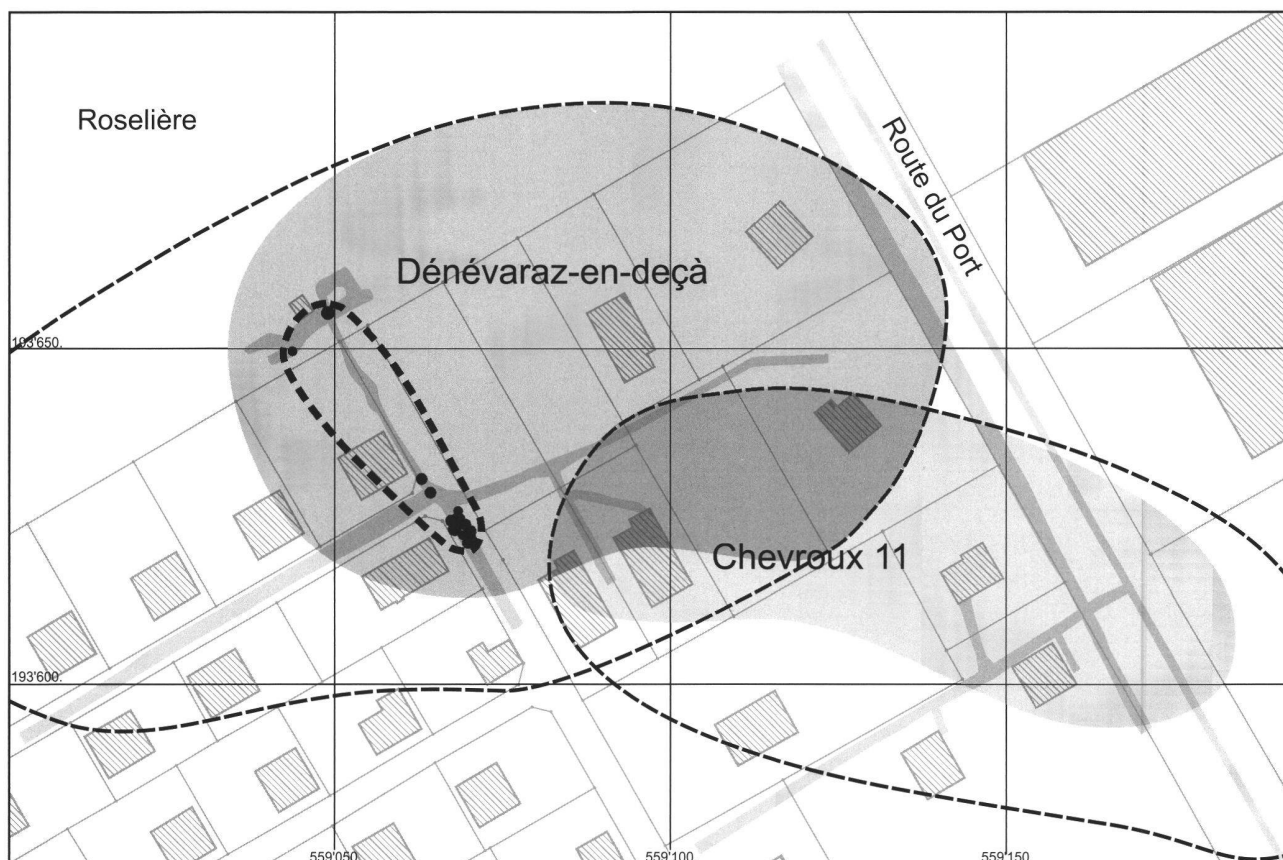 Roselière
Route du Port
Dénévaraz-en-deçà
193'650.
Chevroux 11
193'600.
559'050
559'100
559'150